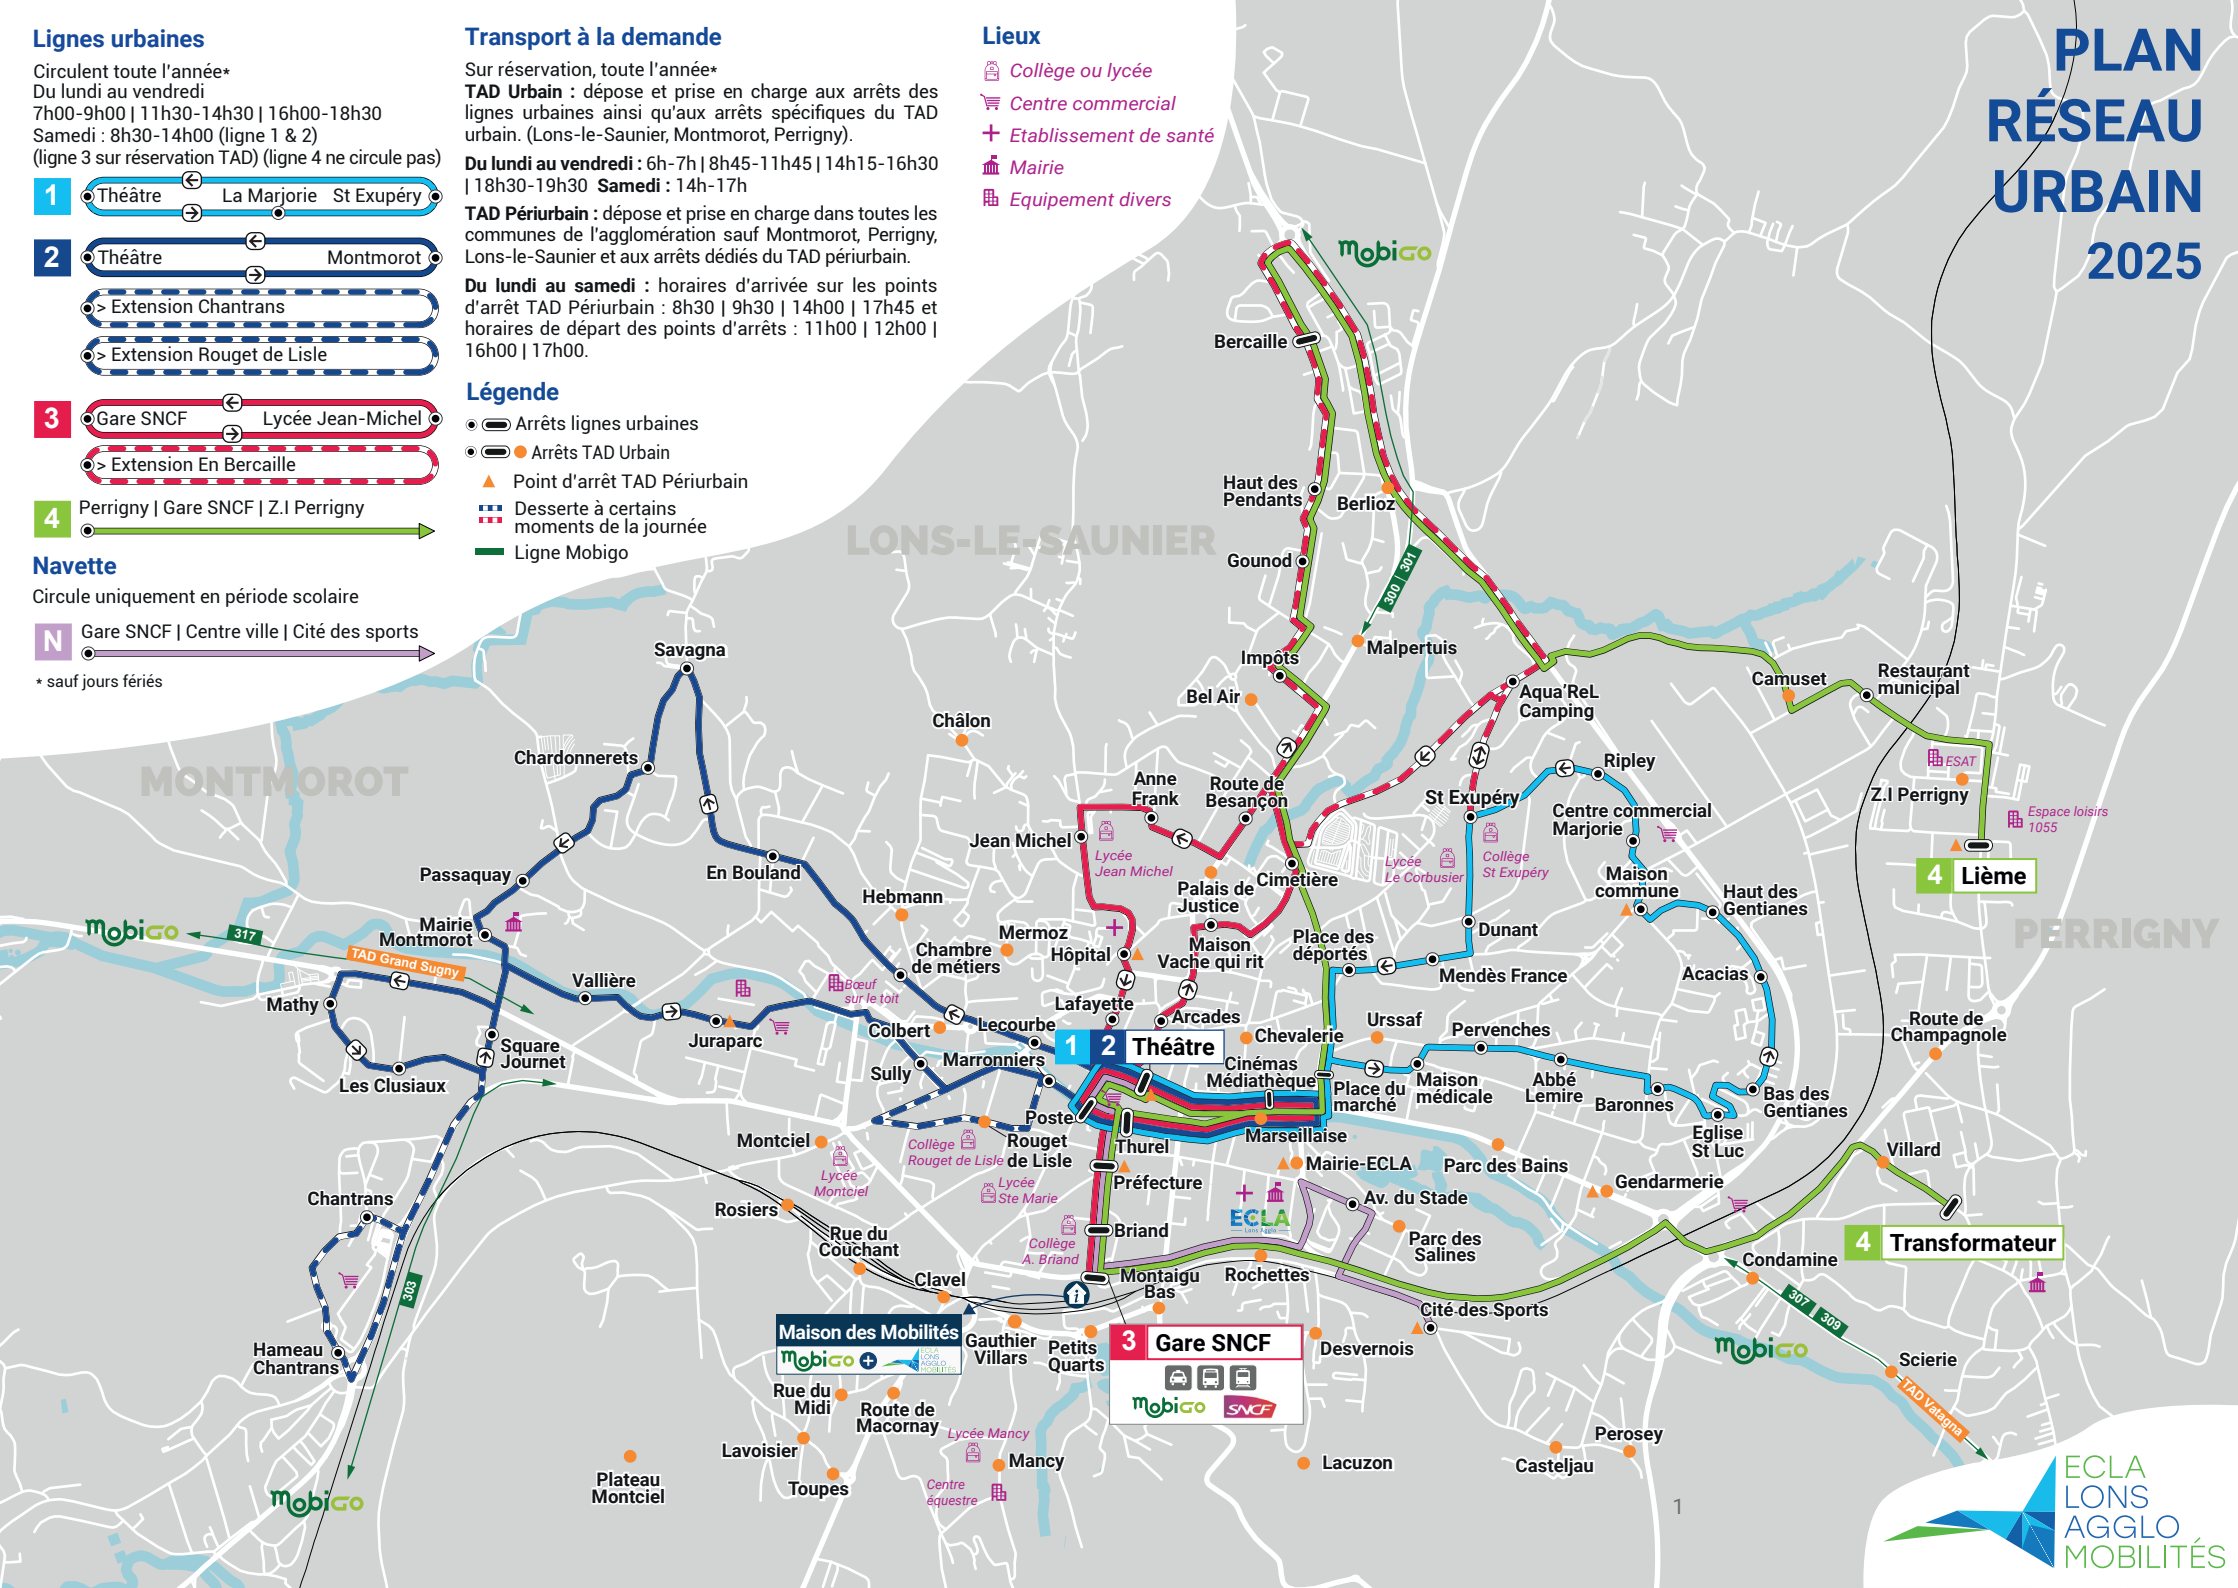 PLAN
RÉSEAU
URBAIN
2025
Lignes urbaines
Circulent toute l'année*
Du lundi au vendredi
7h00-9h00 | 11h30-14h30 | 16h00-18h30
Samedi : 8h30-14h00 (ligne 1 & 2)
(ligne 3 sur réservation TAD) (ligne 4 ne circule pas)
1 Théâtre La Marjorie St Exupéry
2 Théâtre Montmorot
> Extension Chantrans
> Extension Rouget de Lisle
3 Gare SNCF Lycée Jean-Michel
> Extension En Bercaille
4 Perrigny | Gare SNCF | Z.I Perrigny
Navette
Circule uniquement en période scolaire
N Gare SNCF | Centre ville | Cité des sports
* sauf jours fériés
Transport à la demande
Sur réservation, toute l'année*
TAD Urbain : dépose et prise en charge aux arrêts des
lignes urbaines ainsi qu'aux arrêts spécifiques du TAD
urbain. (Lons-le-Saunier, Montmorot, Perrigny).
Du lundi au vendredi : 6h-7h | 8h45-11h45 | 14h15-16h30
| 18h30-19h30 Samedi : 14h-17h
TAD Périurbain : dépose et prise en charge dans toutes les
communes de l'agglomération sauf Montmorot, Perrigny,
Lons-le-Saunier et aux arrêts dédiés du TAD périurbain.
Du lundi au samedi : horaires d'arrivée sur les points
d'arrêt TAD Périurbain : 8h30 | 9h30 | 14h00 | 17h45 et
horaires de départ des points d'arrêts : 11h00 | 12h00 |
16h00 | 17h00.
Légende
Arrêts lignes urbaines
Arrêts TAD Urbain
Point d'arrêt TAD Périurbain
Desserte à certains
moments de la journée
Ligne Mobigo
Lieux
Collège ou lycée
Centre commercial
Etablissement de santé
Mairie
Equipement divers
LONS-LE-SAUNIER
MONTMOROT
PERRIGNY
mobiGO
Bercaille
Haut des
Pendants
Berlioz
Gounod
300 | 301
Malpertuis
Impôts
Bel Air
Aqua'ReL
Camping
Camuset
Restaurant
municipal
ESAT
Z.I Perrigny
Espace loisirs
1055
4 Lième
Savagna
Chardonnerets
Châlon
Passaquay
En Bouland
Hebmann
Mairie
Montmorot
mobiGO
317
TAD Grand Sugny
Mathy
Les Clusiaux
Square
Journet
Vallière
Juraparc
Bœuf
sur le toit
Chambre
de métiers
Mermoz
Colbert
Lecourbe
Marronniers
Sully
Anne
Frank
Route de
Besançon
Jean Michel
Lycée
Jean Michel
Palais de
Justice
Cimetière
Hôpital
Maison
Vache qui rit
Lafayette
Arcades
Place des
déportés
St Exupéry
Lycée
Le Corbusier
Collège
St Exupéry
Ripley
Centre commercial
Marjorie
Maison
commune
Haut des
Gentianes
Dunant
Mendès France
Acacias
Route de
Champagnole
1 2 Théâtre
Chevalerie
Urssaf
Pervenches
Cinémas
Médiathèque
Place du
marché
Maison
médicale
Abbé
Lemire
Baronnes
Bas des
Gentianes
Eglise
St Luc
Poste
Thurel
Marseillaise
Montciel
Lycée
Montciel
Collège
Rouget de Lisle
Rouget
de Lisle
Lycée
Ste Marie
Préfecture
Mairie-ECLA
Parc des Bains
Gendarmerie
Villard
Chantrans
Rosiers
Rue du
Couchant
Briand
Collège
A. Briand
ECLA
Lons Agglo
Av. du Stade
Parc des
Salines
4 Transformateur
303
Clavel
Montaigu
Bas
Rochettes
Condamine
Cité des Sports
307 | 309
Hameau
Chantrans
Maison des Mobilités
mobiGO +
ECLA
LONS
AGGLO
MOBILITÉS
Gauthier
Villars
Petits
Quarts
3 Gare SNCF
mobiGO SNCF
Desvernois
mobiGO
Scierie
TAD Vatagna
Rue du
Midi
Route de
Macornay
Lavoisier
Toupes
Lycée Mancy
Mancy
Centre
équestre
Plateau
Montciel
mobiGO
Lacuzon
Casteljau
Perosey
1
ECLA
LONS
AGGLO
MOBILITÉS